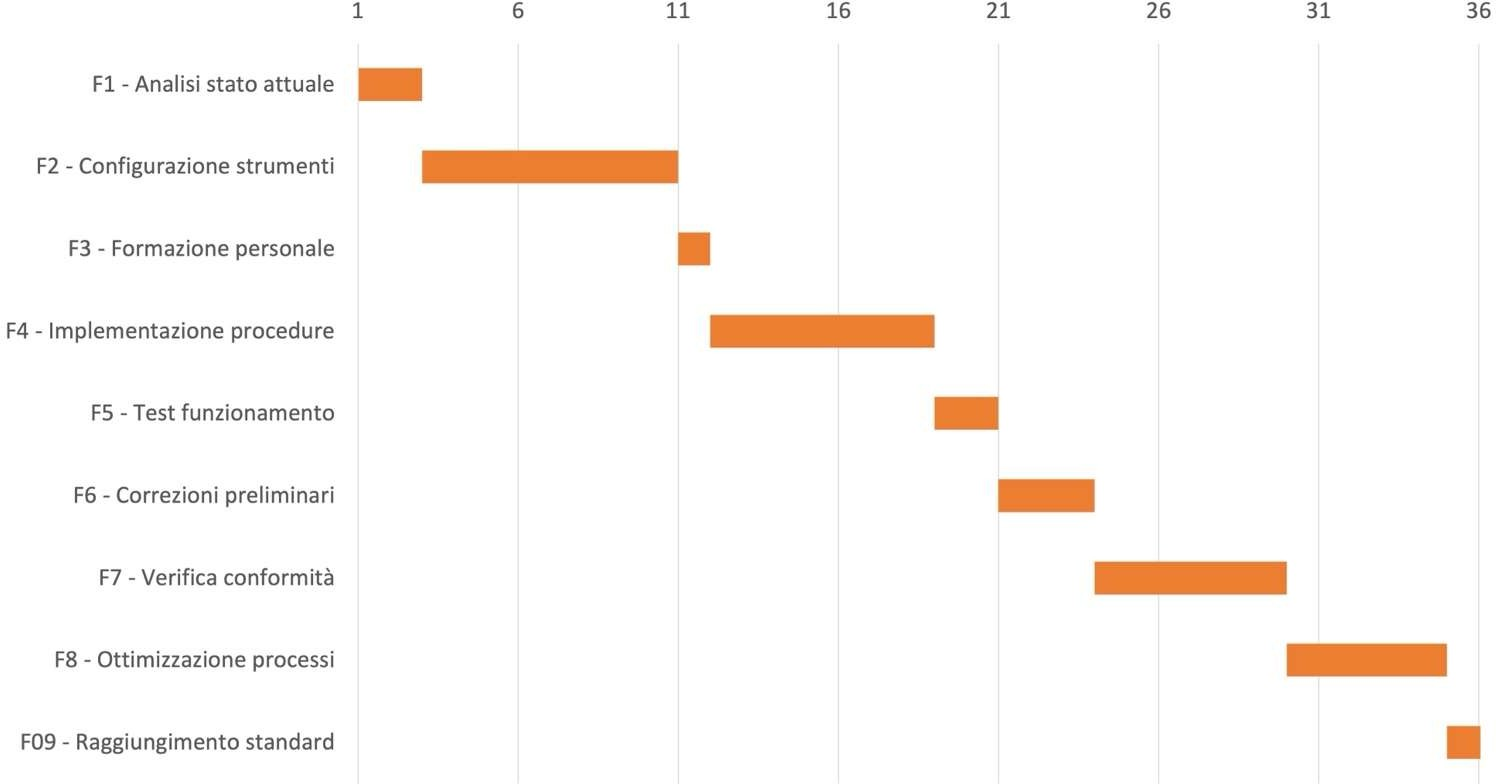 1 6 11 16 21 26 31 36
F1 - Analisi stato attuale
F2 - Configurazione strumenti
F3 - Formazione personale
F4 - Implementazione procedure
F5 - Test funzionamento
F6 - Correzioni preliminari
F7 - Verifica conformità
F8 - Ottimizzazione processi
F09 - Raggiungimento standard